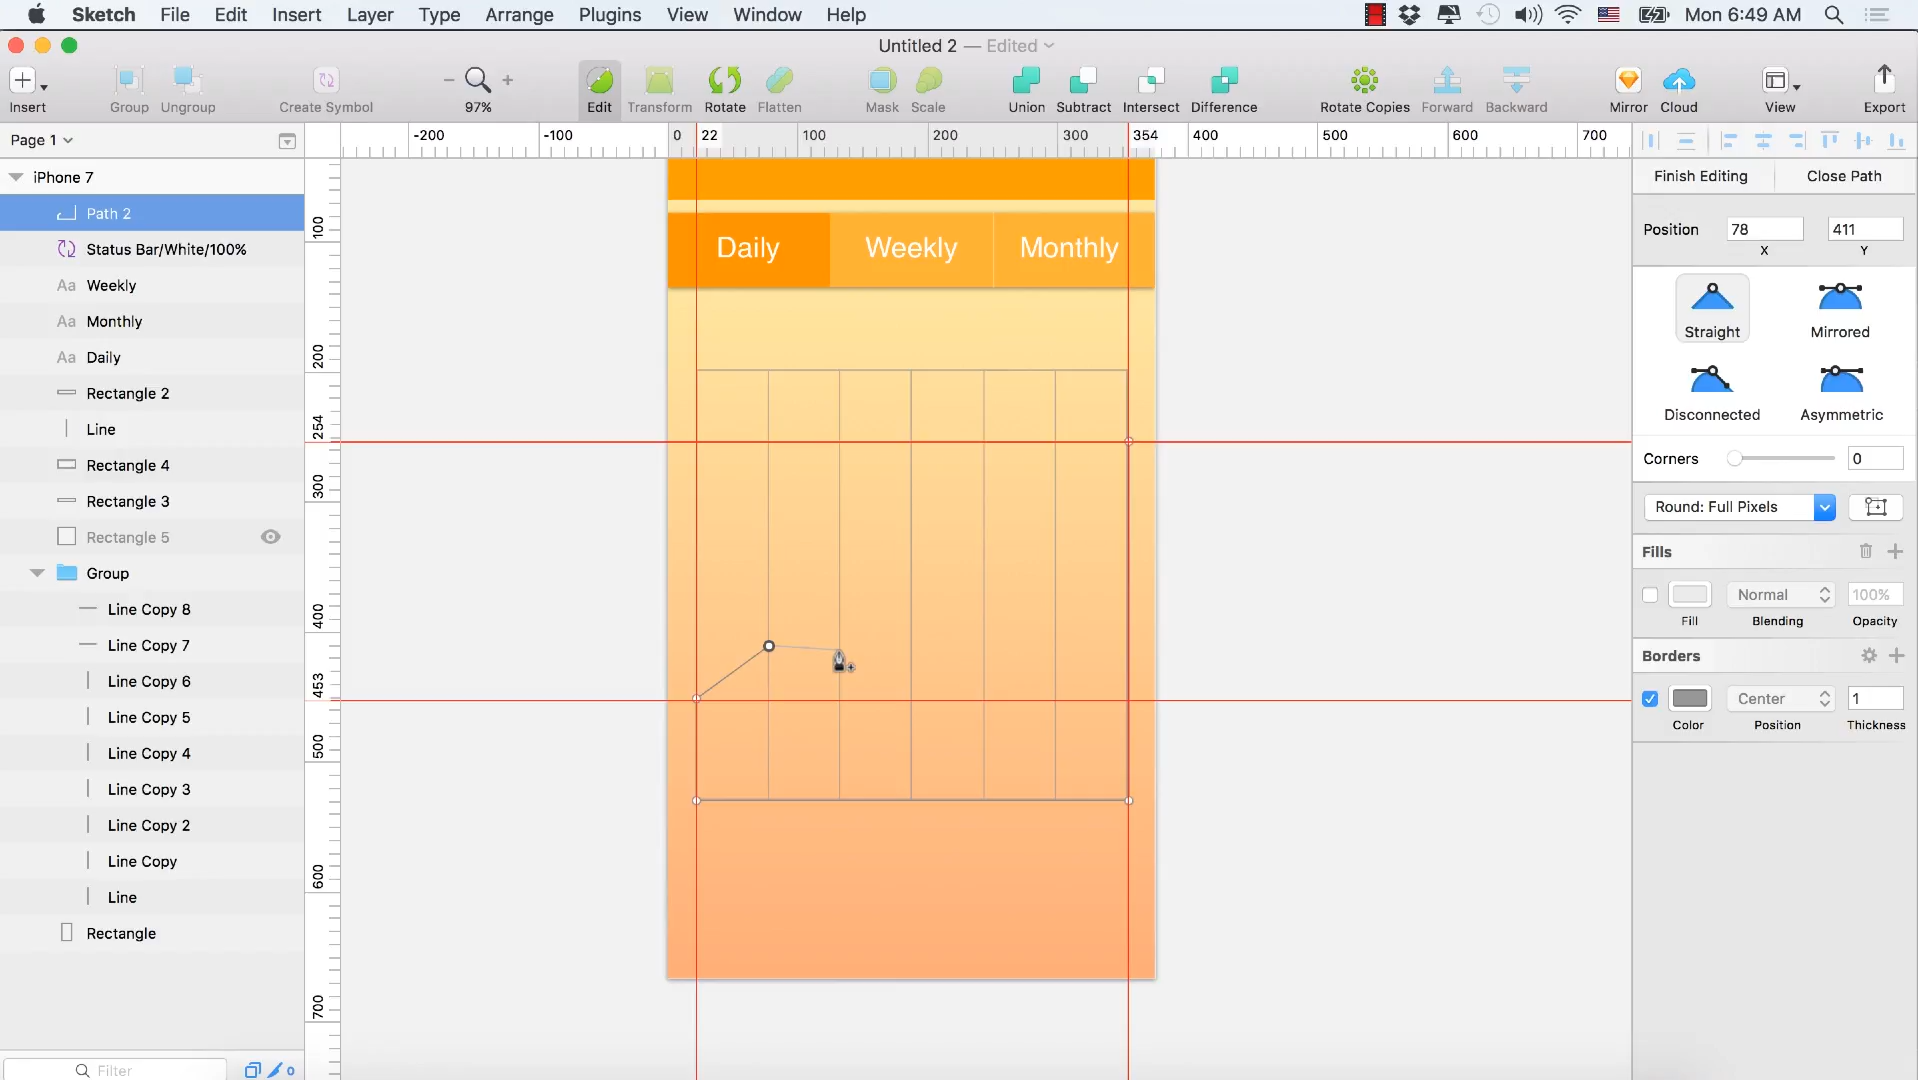 Sketch File Edit Insert Layer Type Arrange Plugins View Window Help Mon 6:49 AM
Untitled 2 — Edited
Insert Group Ungroup Create Symbol 97% Edit Transform Rotate Flatten Mask Scale Union Subtract Intersect Difference Rotate Copies Forward Backward Mirror Cloud View Export
Page 1
-200 -100 0 22 100 200 300 354 400 500 600 700
100
200
254
300
400
453
500
600
700
iPhone 7
Path 2
Status Bar/White/100%
Aa Weekly
Aa Monthly
Aa Daily
Rectangle 2
Line
Rectangle 4
Rectangle 3
Rectangle 5
Group
Line Copy 8
Line Copy 7
Line Copy 6
Line Copy 5
Line Copy 4
Line Copy 3
Line Copy 2
Line Copy
Line
Rectangle
Filter 0
Daily Weekly Monthly
Finish Editing Close Path
Position 78 411
X Y
Straight Mirrored
Disconnected Asymmetric
Corners 0
Round: Full Pixels
Fills
Normal 100%
Fill Blending Opacity
Borders
Center 1
Color Position Thickness